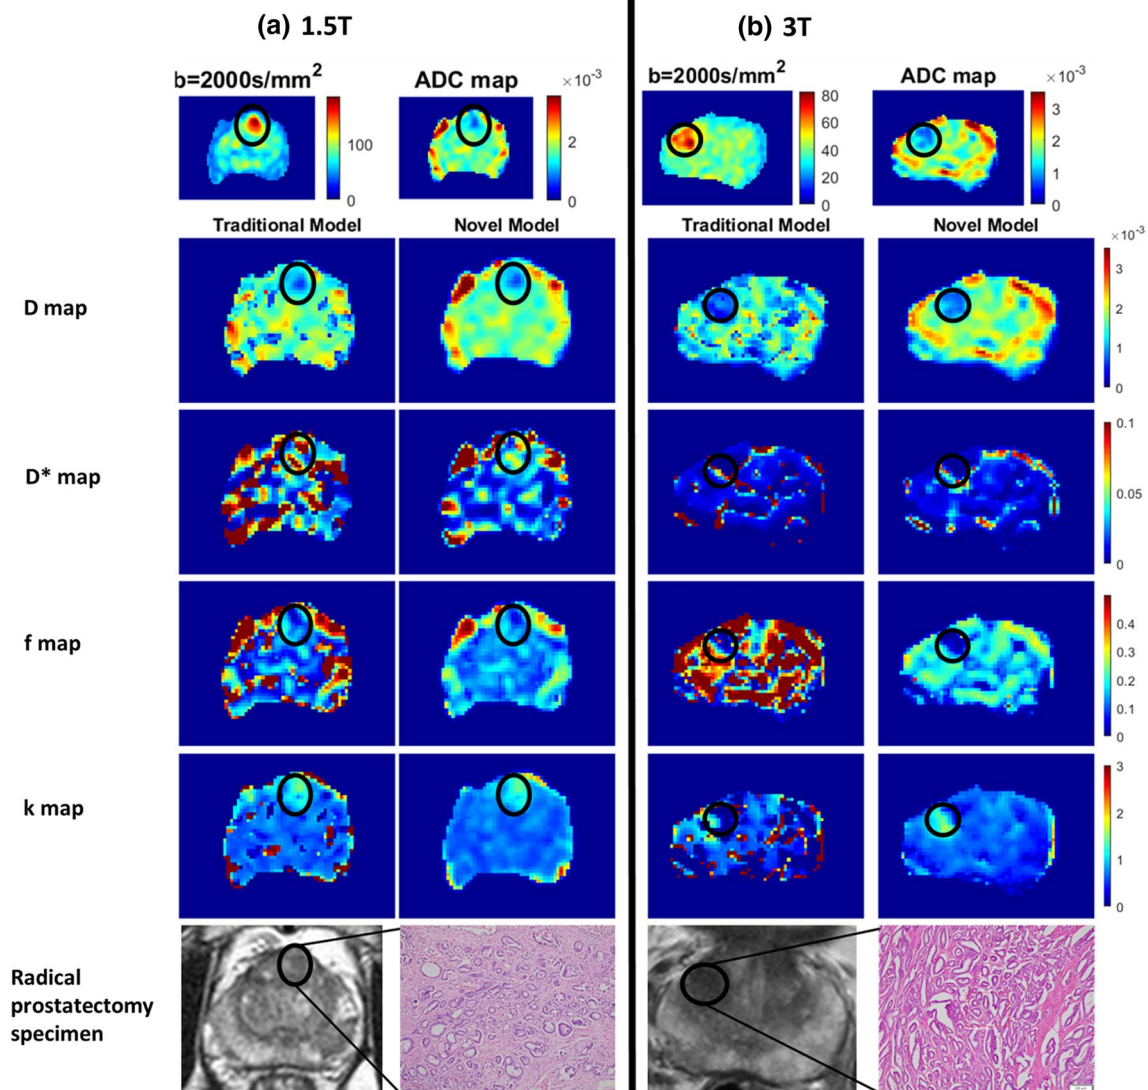 (a) 1.5T
(b) 3T
b=2000s/mm²
ADC map
×10⁻³
100
0
2
0
b=2000s/mm²
ADC map
×10⁻³
80
60
40
20
0
3
2
1
0
Traditional Model
Novel Model
Traditional Model
Novel Model
×10⁻³
D map
3
2
1
0
D* map
0.1
0.05
0
f map
0.4
0.3
0.2
0.1
0
k map
3
2
1
0
Radical
prostatectomy
specimen